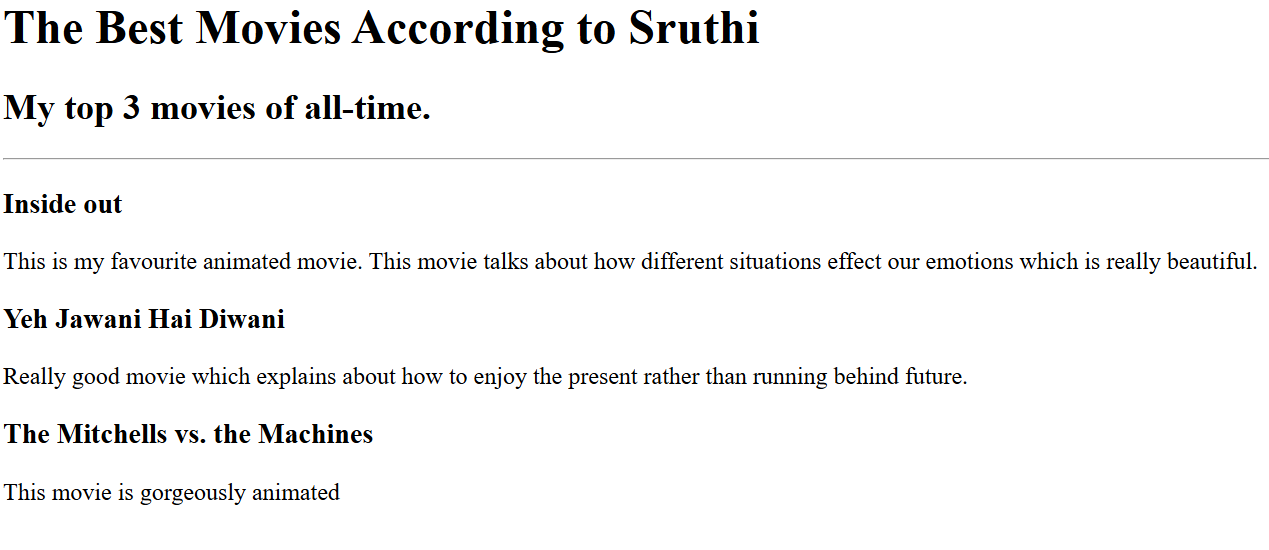 The Best Movies According to Sruthi
My top 3 movies of all-time.
Inside out
This is my favourite animated movie. This movie talks about how different situations effect our emotions which is really beautiful.
Yeh Jawani Hai Diwani
Really good movie which explains about how to enjoy the present rather than running behind future.
The Mitchells vs. the Machines
This movie is gorgeously animated